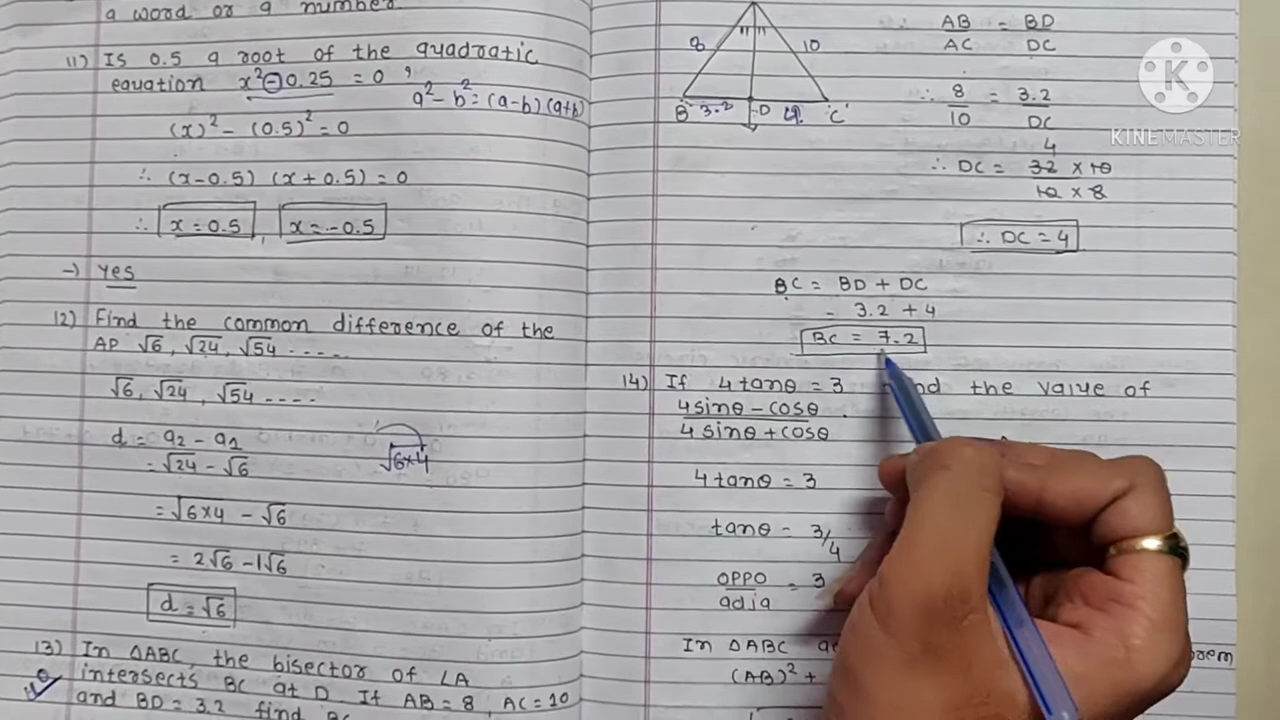 a word or a number
11) Is 0.5 a root of the quadratic
equation x² - 0.25 = 0 ?
a² - b² = (a-b) (a+b)
(x)² - (0.5)² = 0
∴ (x-0.5) (x+0.5) = 0
∴ x = 0.5 , x = -0.5
→ Yes
12) Find the common difference of the
AP √6, √24, √54 .....
√6, √24, √54 ....
d = a2 - a1
= √24 - √6
√6×4
= √6×4 - √6
= 2√6 - 1√6
d = √6
13) In ΔABC, the bisector of LA
intersects BC at D. If AB = 8, AC = 10
and BD = 3.2 find BC
8 10
B 3.2 D 4 C
∴ AB/AC = BD/DC
∴ 8/10 = 3.2/DC
4
∴ DC = 32 × 10
10 × 8
∴ DC = 4
BC = BD + DC
= 3.2 + 4
BC = 7.2
14) If 4tanθ = 3 the value of
4sinθ - cosθ .
4sinθ + cosθ
4tanθ = 3
tanθ = 3/4
oppo/adja = 3
In ΔABC
(AB)² +
KINEMASTER